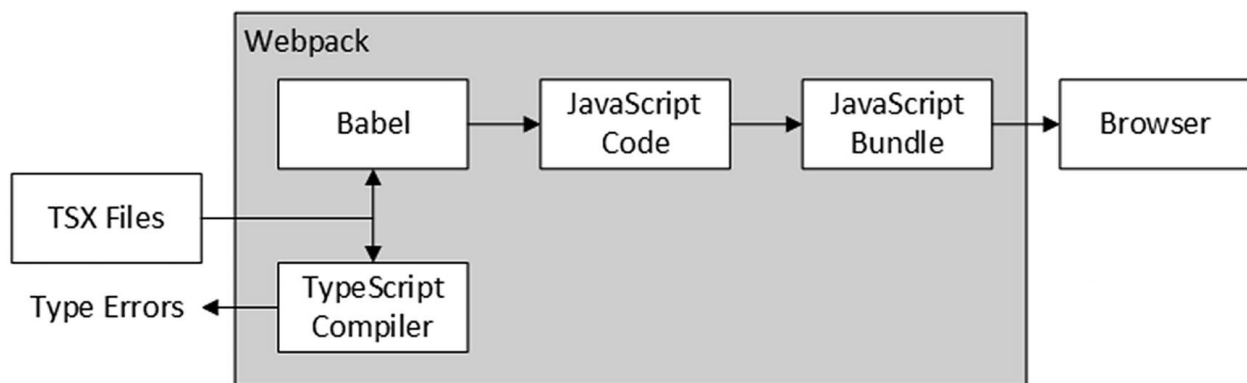 Webpack
Babel
JavaScript
Code
JavaScript
Bundle
Browser
TSX Files
TypeScript
Compiler
Type Errors